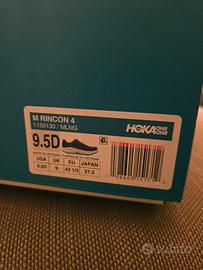 M RINCON 4
1155130 / MLNG
HOKA ONE ONE
9.5D
USA UK EU JAPAN
9.5D 9 43 1/3 27.5
SUBITO